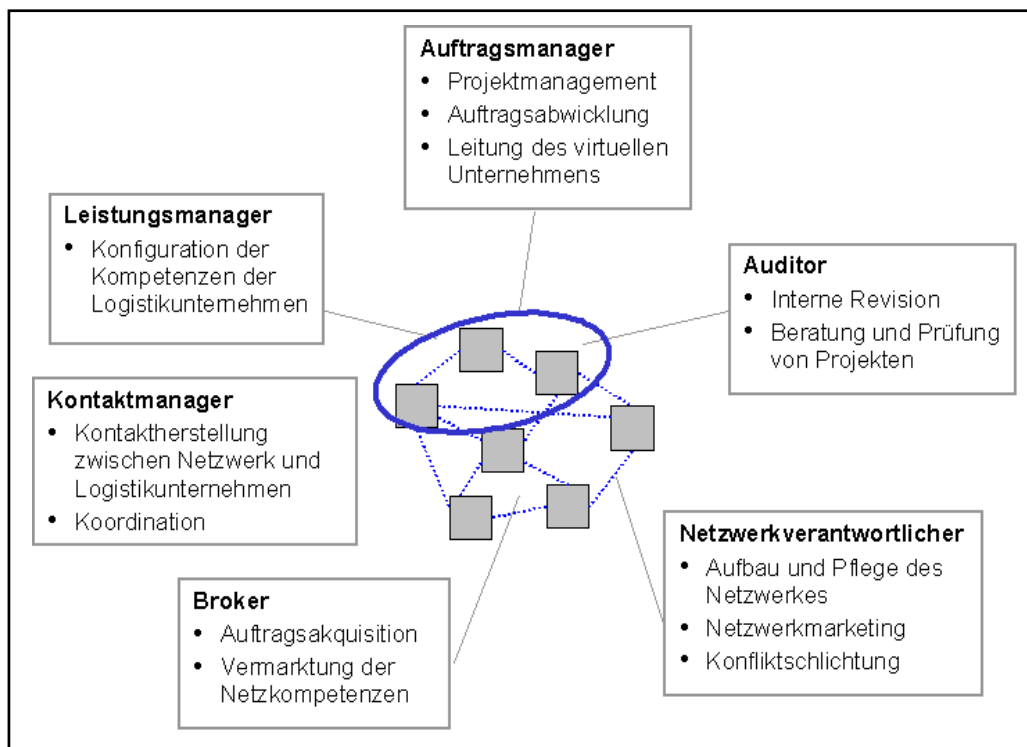 Auftragsmanager
• Projektmanagement
• Auftragsabwicklung
• Leitung des virtuellen
Unternehmens
Leistungsmanager
• Konfiguration der
Kompetenzen der
Logistikunternehmen
Auditor
• Interne Revision
• Beratung und Prüfung
von Projekten
Kontaktmanager
• Kontaktherstellung
zwischen Netzwerk und
Logistikunternehmen
• Koordination
Netzwerkverantwortlicher
• Aufbau und Pflege des
Netzwerkes
• Netzwerkmarketing
• Konfliktschlichtung
Broker
• Auftragsakquisition
• Vermarktung der
Netzkompetenzen